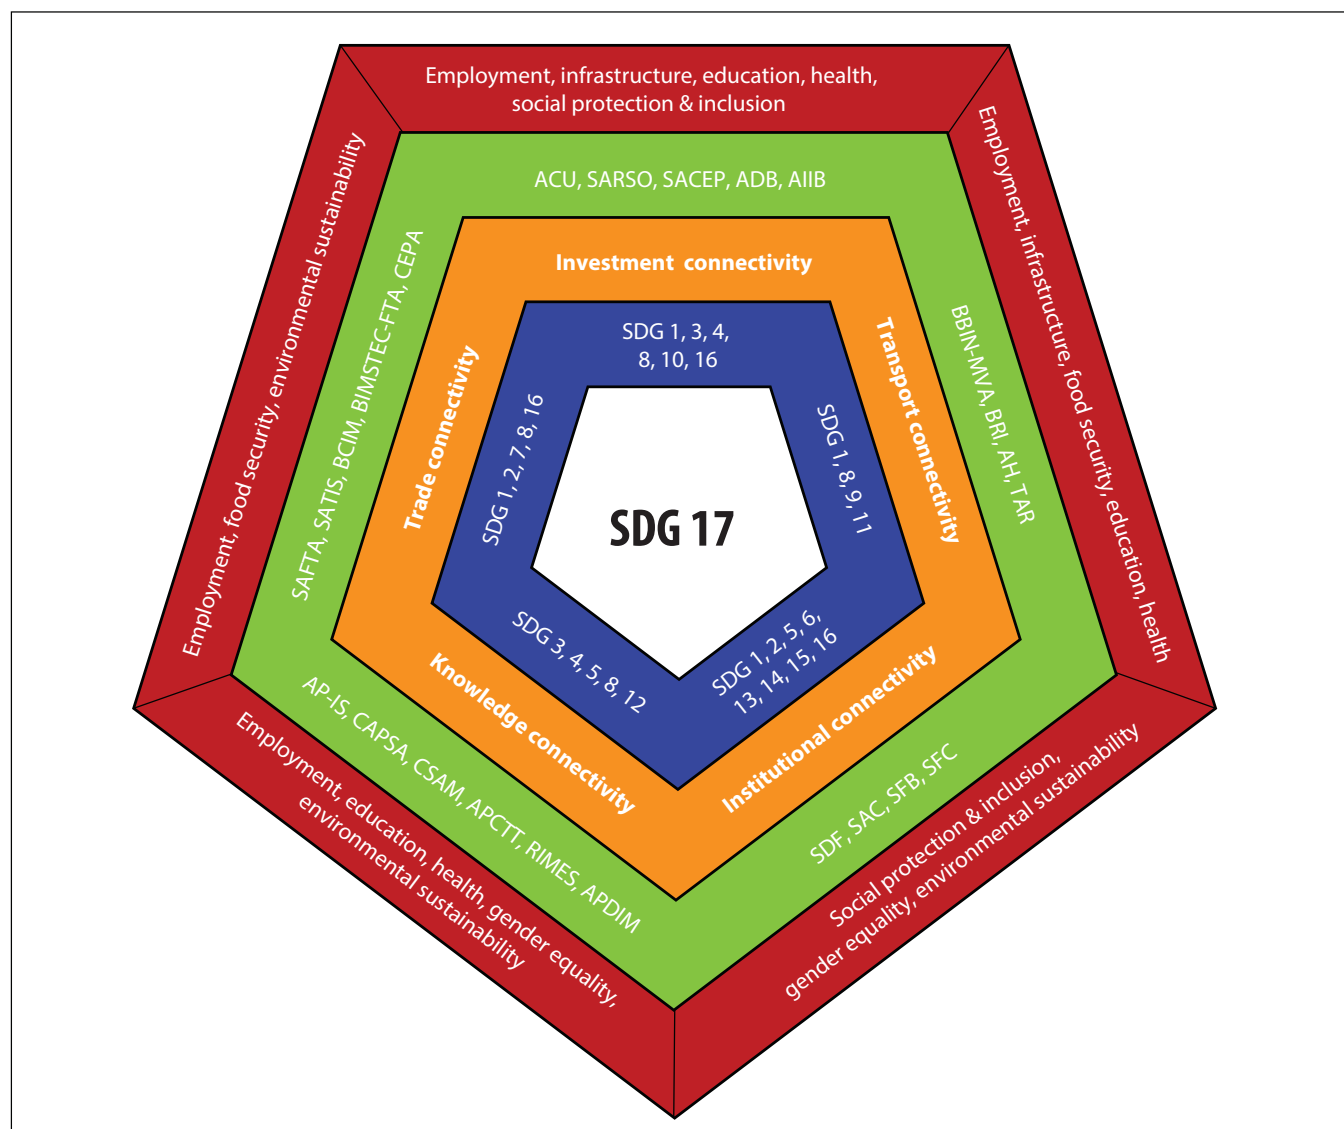 Employment, infrastructure, education, health,
social protection & inclusion
ACU, SARSO, SACEP, ADB, AIIB
Investment connectivity
SDG 1, 3, 4,
8, 10, 16
Employment, infrastructure, food security, education, health
BBIN-MVA, BRI, AH, TAR
Transport connectivity
SDG 1, 8, 9, 11
Employment, food security, environmental sustainability
SAFTA, SATIS, BCIM, BIMSTEC-FTA, CEPA
Trade connectivity
SDG 1, 2, 7, 8, 16
SDG 17
SDG 3, 4, 5, 8, 12
Knowledge connectivity
AP-IS, CAPSA, CSAM, APCTT, RIMES, APDIM
Employment, education, health, gender equality,
environmental sustainability
SDG 1, 2, 5, 6,
13, 14, 15, 16
Institutional connectivity
SDF, SAC, SFB, SFC
Social protection & inclusion,
gender equality, environmental sustainability